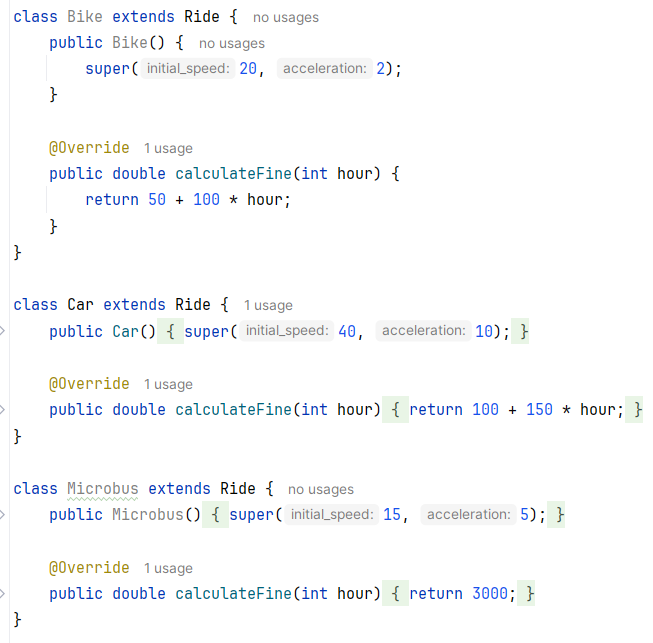 class Bike extends Ride {  no usages
    public Bike() {  no usages
        super( initial_speed: 20,  acceleration: 2);
    }
    @Override  1 usage
    public double calculateFine(int hour) {
        return 50 + 100 * hour;
    }
}
class Car extends Ride {  1 usage
    public Car() { super( initial_speed: 40,  acceleration: 10); }
    @Override  1 usage
    public double calculateFine(int hour) { return 100 + 150 * hour; }
}
class Microbus extends Ride {  no usages
    public Microbus() { super( initial_speed: 15,  acceleration: 5); }
    @Override  1 usage
    public double calculateFine(int hour) { return 3000; }
}